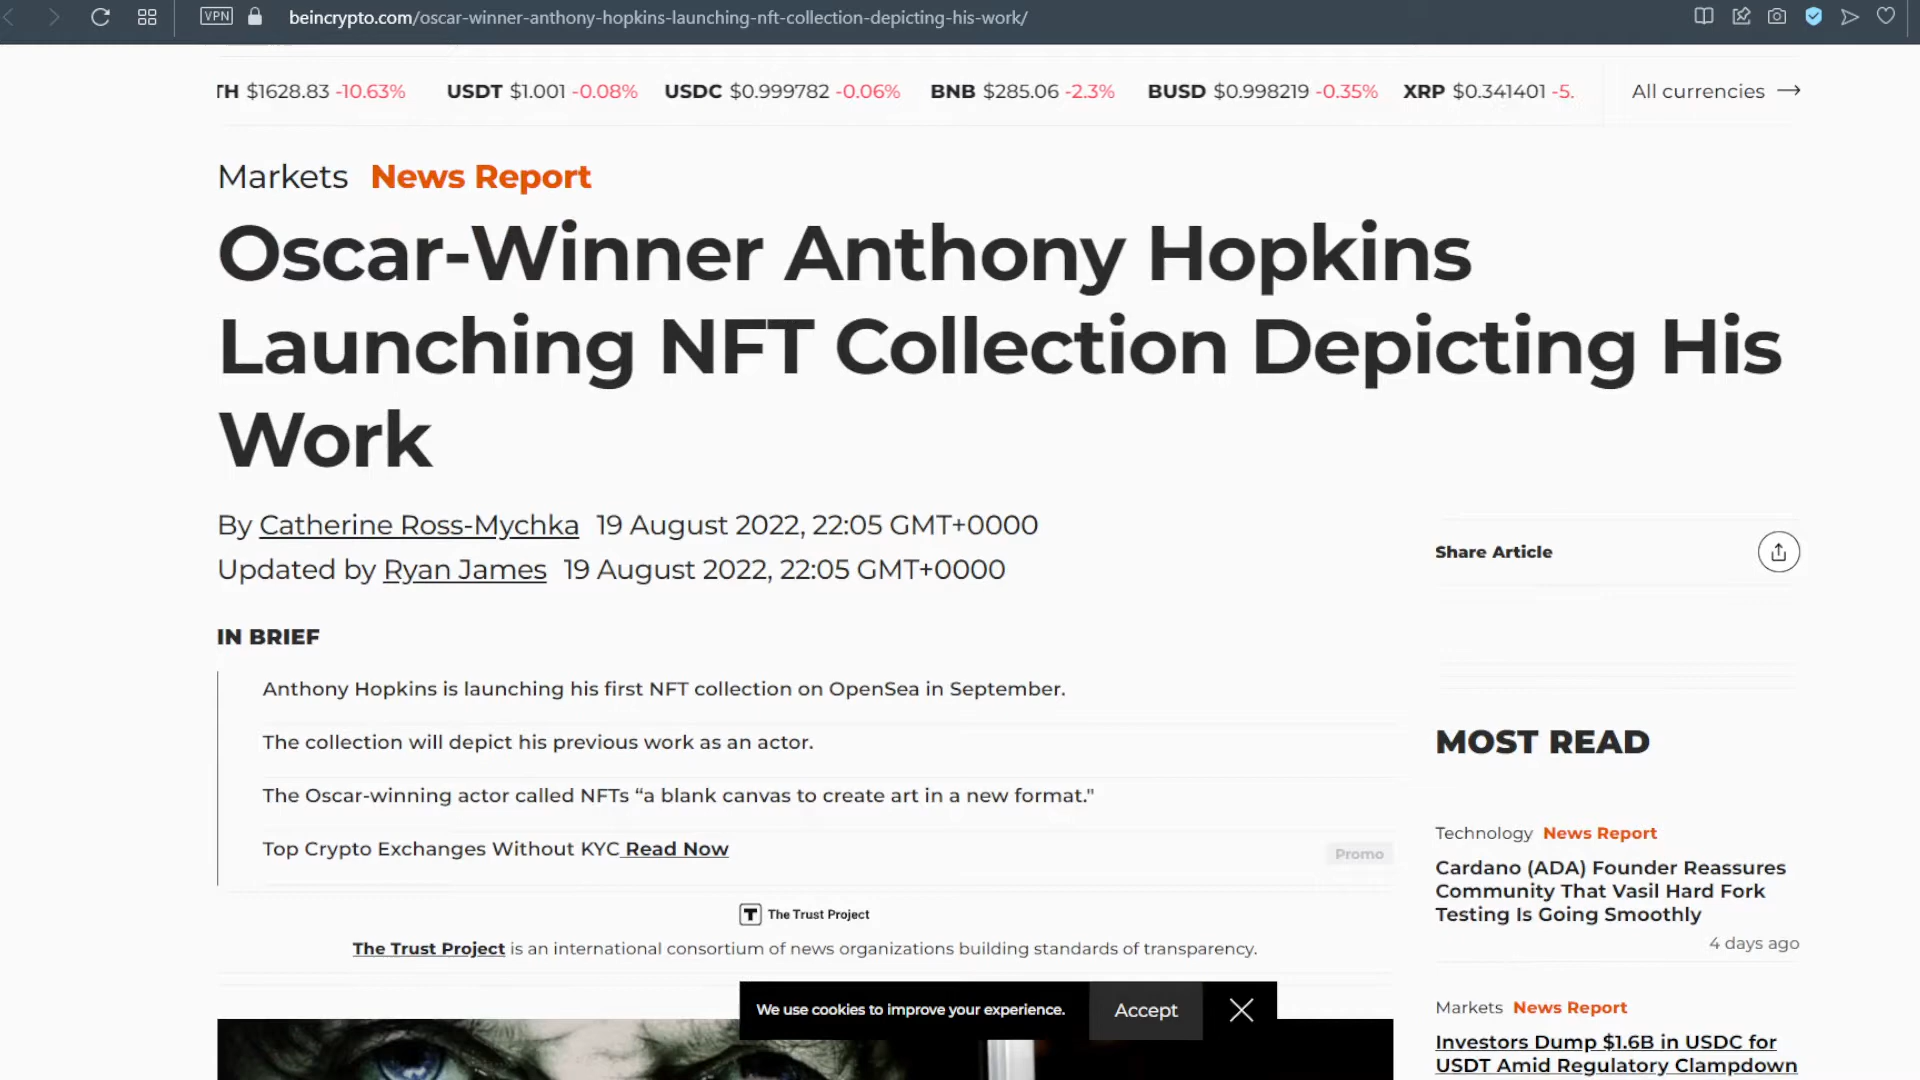 VPN beincrypto.com/oscar-winner-anthony-hopkins-launching-nft-collection-depicting-his-work/
TH $1628.83 -10.63% USDT $1.001 -0.08% USDC $0.999782 -0.06% BNB $285.06 -2.3% BUSD $0.998219 -0.35% XRP $0.341401 -5. All currencies →
Markets News Report
Oscar-Winner Anthony Hopkins
Launching NFT Collection Depicting His
Work
By Catherine Ross-Mychka 19 August 2022, 22:05 GMT+0000
Updated by Ryan James 19 August 2022, 22:05 GMT+0000
Share Article
IN BRIEF
Anthony Hopkins is launching his first NFT collection on OpenSea in September.
The collection will depict his previous work as an actor.
The Oscar-winning actor called NFTs “a blank canvas to create art in a new format."
Top Crypto Exchanges Without KYC Read Now
Promo
T The Trust Project
The Trust Project is an international consortium of news organizations building standards of transparency.
We use cookies to improve your experience. Accept
MOST READ
Technology News Report
Cardano (ADA) Founder Reassures
Community That Vasil Hard Fork
Testing Is Going Smoothly
4 days ago
Markets News Report
Investors Dump $1.6B in USDC for
USDT Amid Regulatory Clampdown